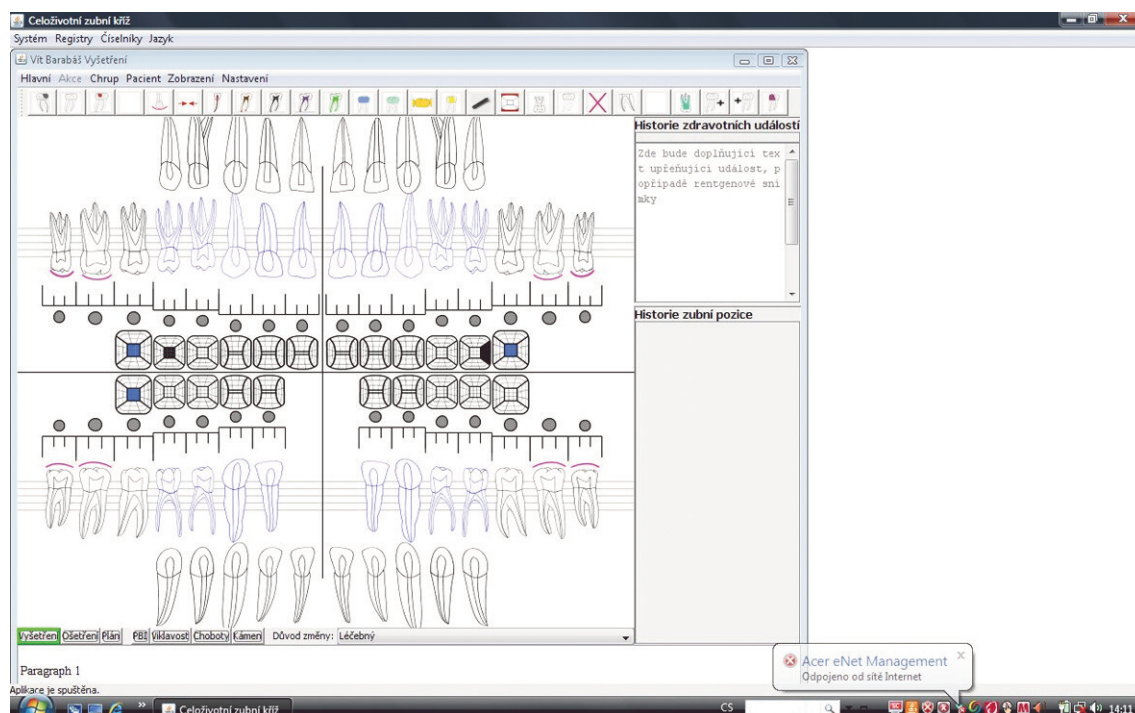 Celoživotní zubní kříž
Systém Registry Číselníky Jazyk
Vít Barabáš Vyšetření
Hlavní Akce Chrup Pacient Zobrazení Nastavení
Historie zdravotních událostí
Zde bude doplňující tex
t upřeňující událost, p
opřípadě rentgenové sní
mky
Historie zubní pozice
Vyšetření Ošetření Plán PBI Viklavost Choboty Kámen Důvod změny: Léčebný
Paragraph 1
Acer eNet Management
Odpojeno od sítě Internet
Aplikace je spuštěna.
Celoživotní zubní kříž
CS
14:11